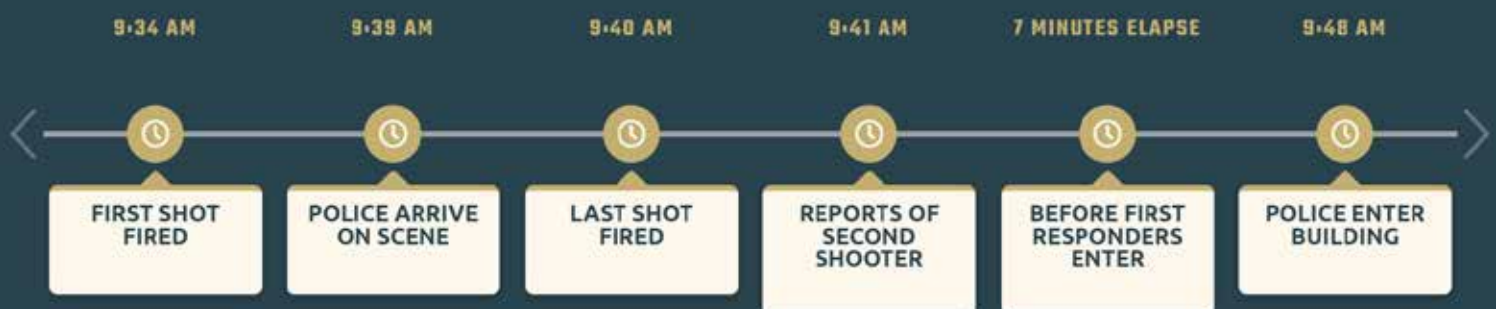 9:34 AM
FIRST SHOT
FIRED
9:39 AM
POLICE ARRIVE
ON SCENE
9:40 AM
LAST SHOT
FIRED
9:41 AM
REPORTS OF
SECOND
SHOOTER
7 MINUTES ELAPSE
BEFORE FIRST
RESPONDERS
ENTER
9:48 AM
POLICE ENTER
BUILDING